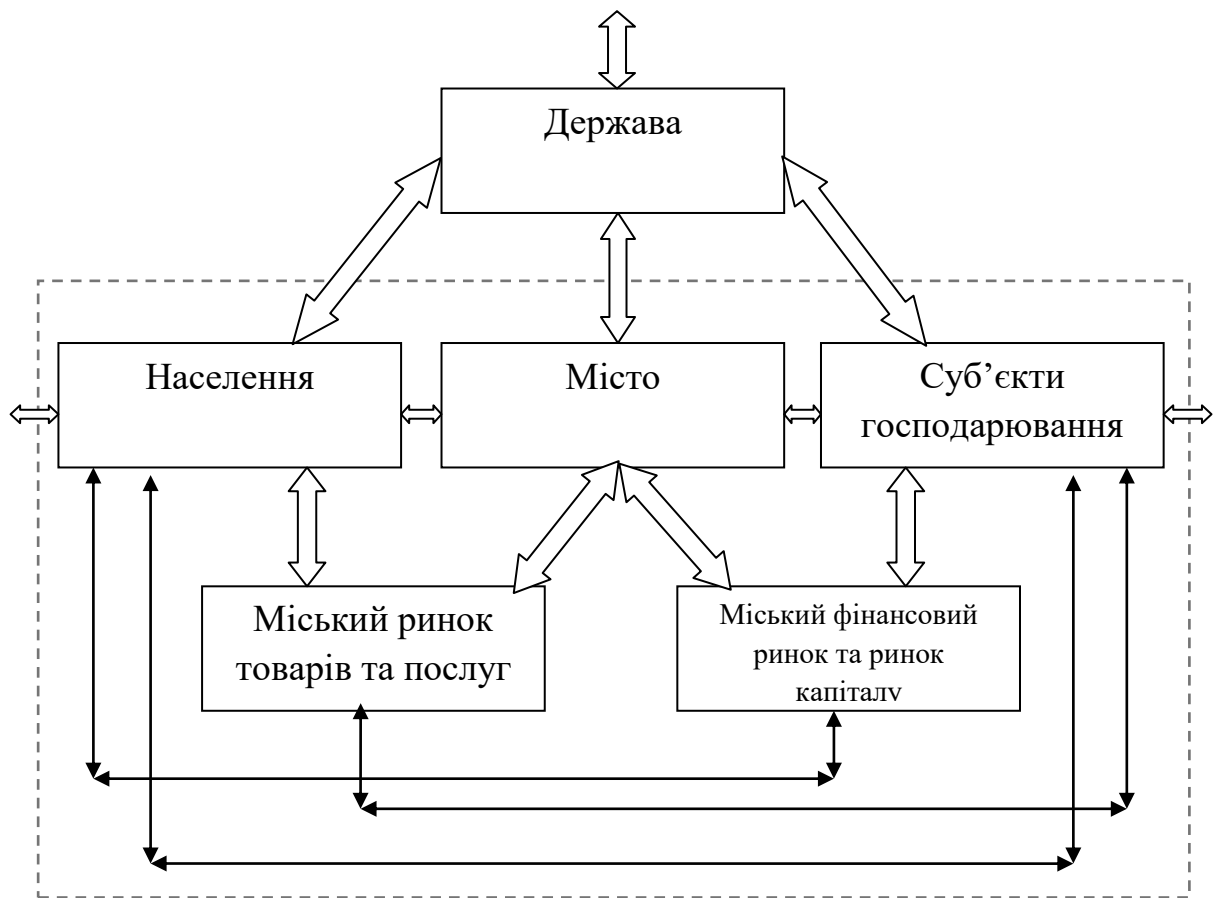 Держава
Населення
Місто
Суб’єкти
господарювання
Міський ринок
товарів та послуг
Міський фінансовий
ринок та ринок
капіталу